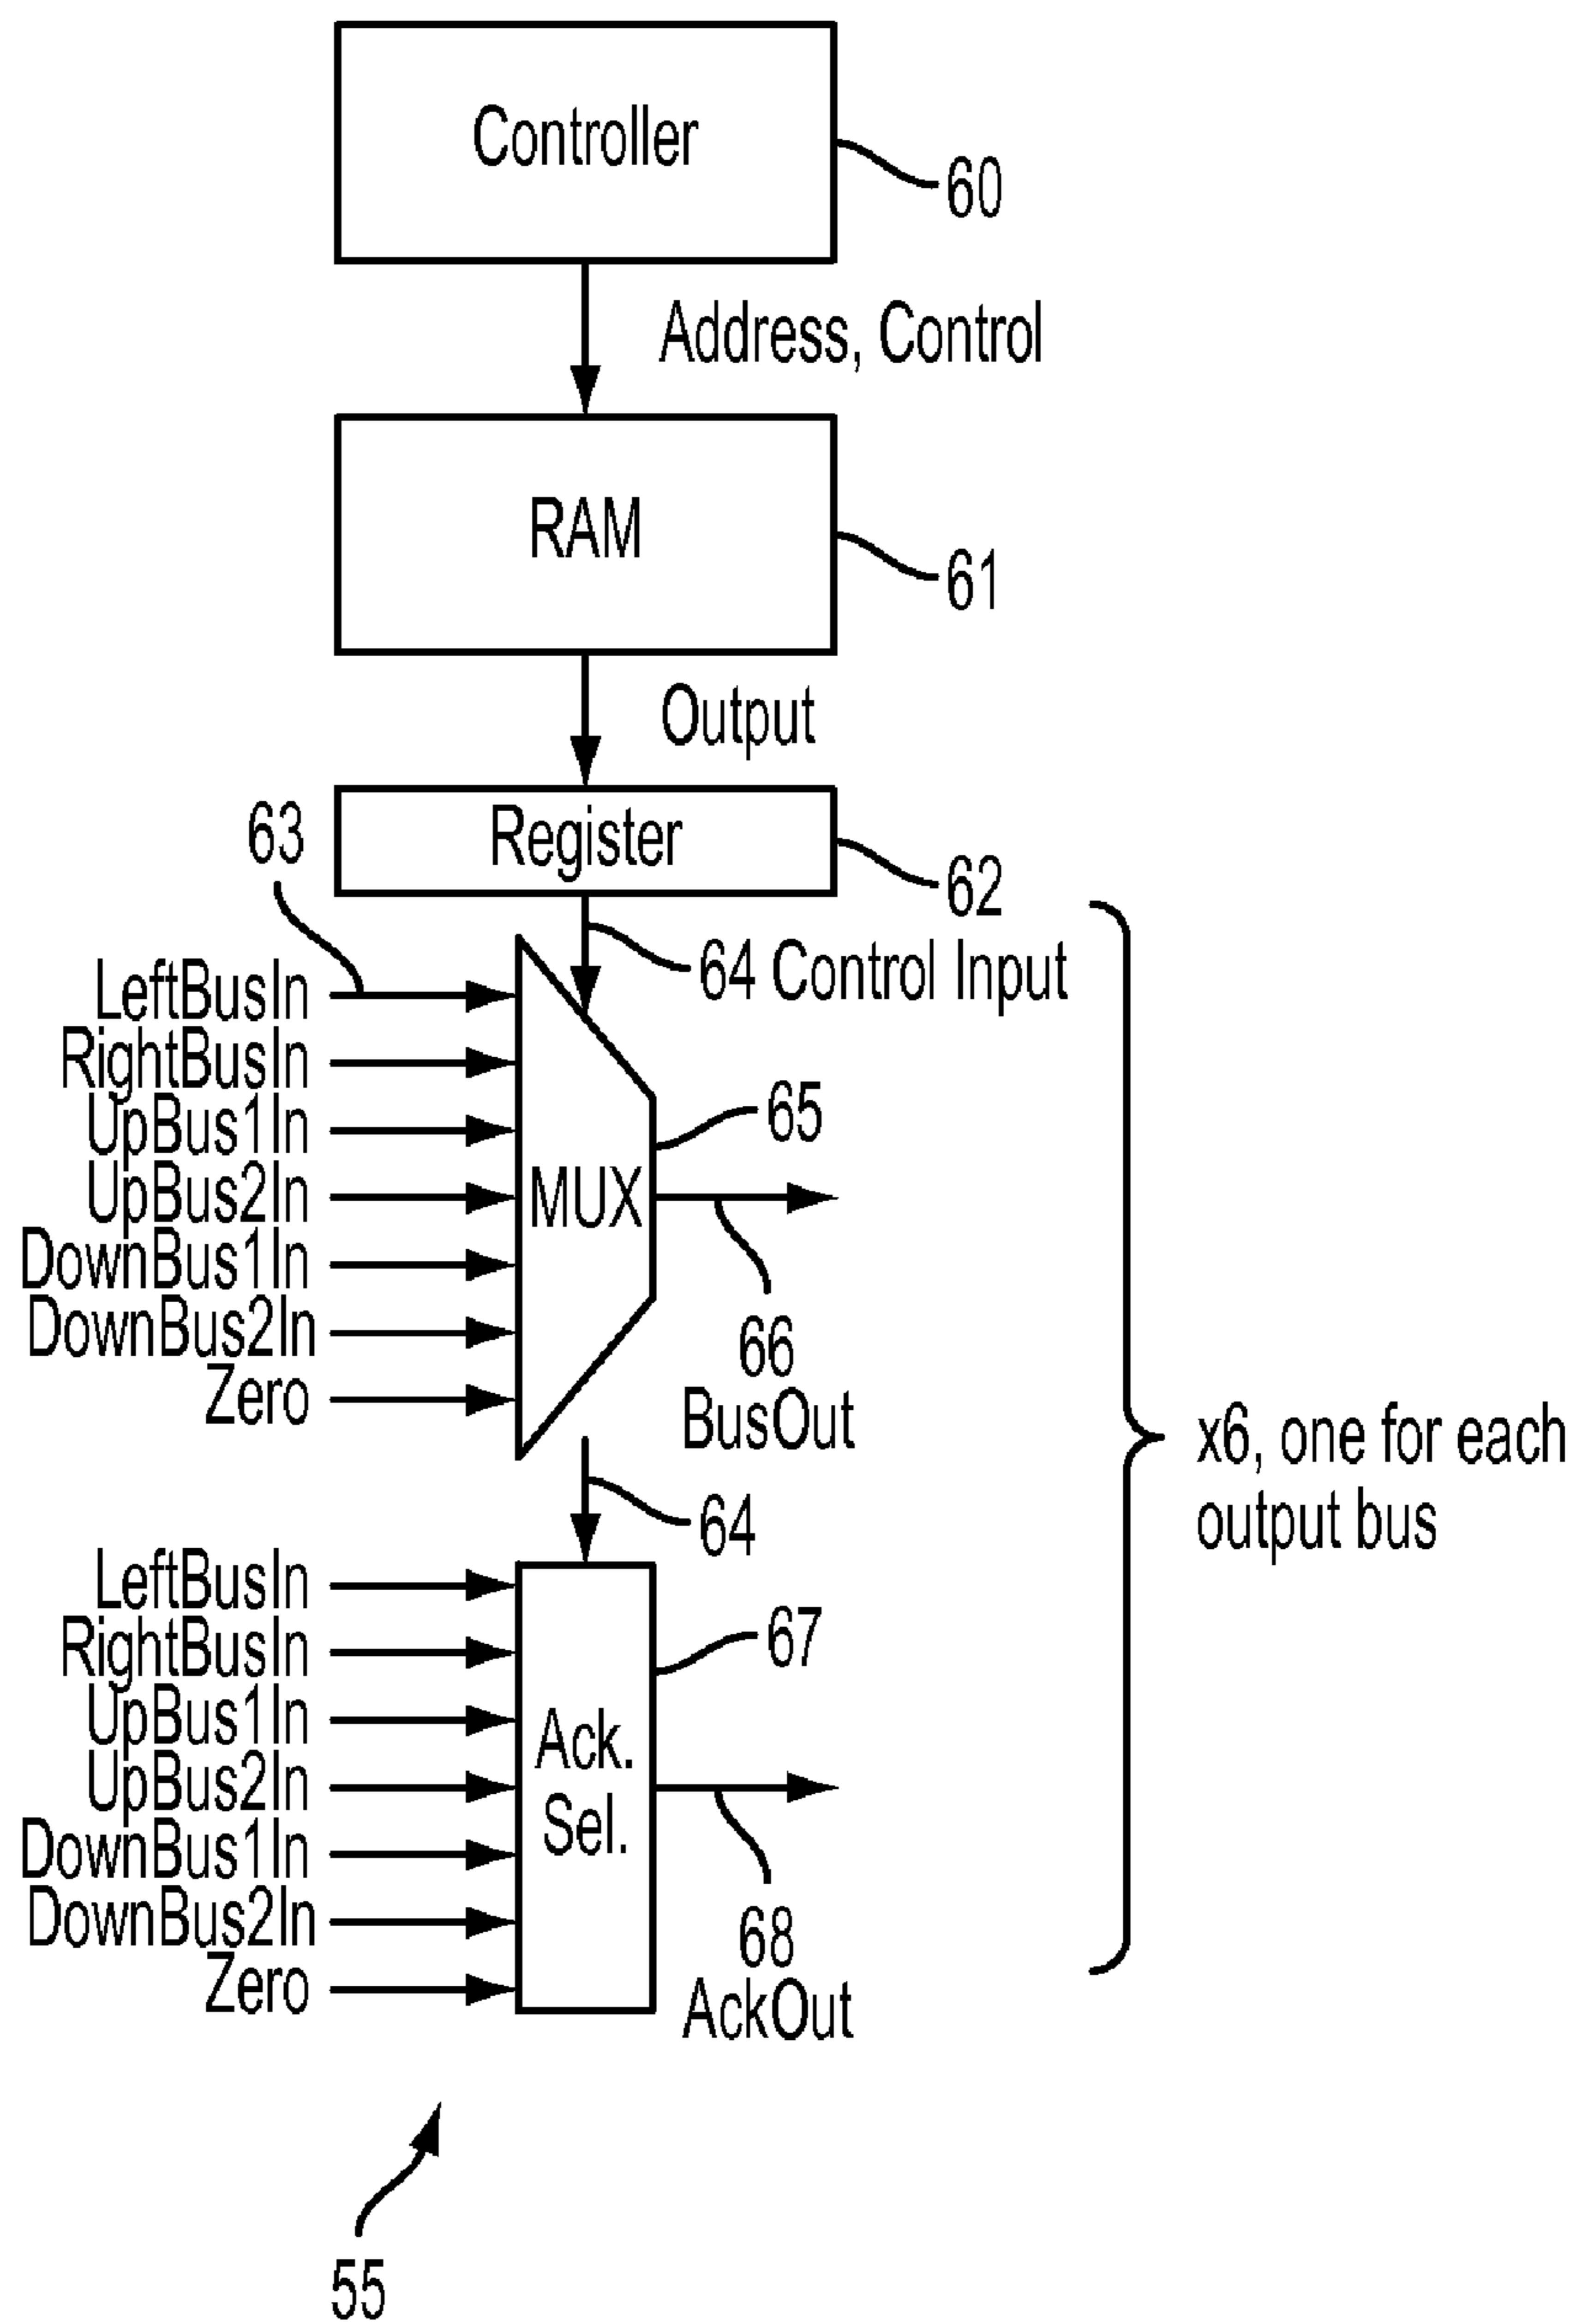 Controller
60
Address, Control
RAM
61
Output
Register
62
63
64 Control Input
LeftBusIn
RightBusIn
UpBus1In
UpBus2In
DownBus1In
DownBus2In
Zero
MUX
65
66
BusOut
x6, one for each
output bus
64
LeftBusIn
RightBusIn
UpBus1In
UpBus2In
DownBus1In
DownBus2In
Zero
Ack.
Sel.
67
68
AckOut
55